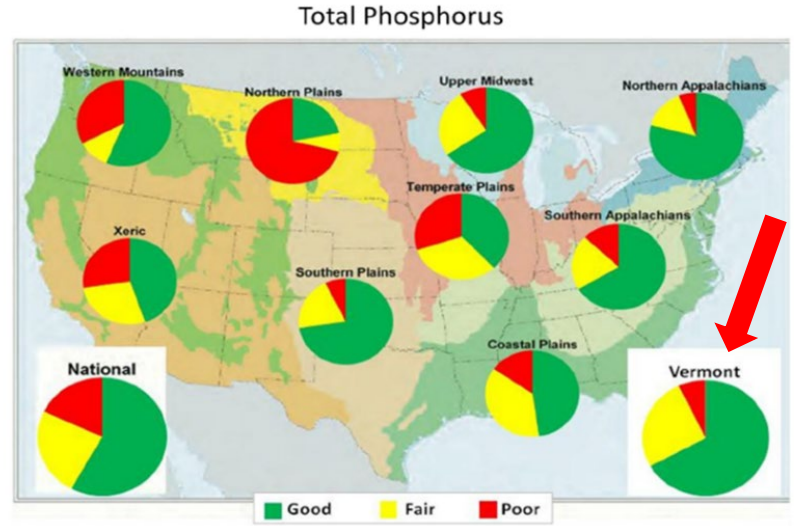 Total Phosphorus
Western Mountains
Northern Plains
Upper Midwest
Northern Appalachians
Temperate Plains
Southern Appalachians
Xeric
Southern Plains
Coastal Plains
National
Vermont
Good Fair Poor